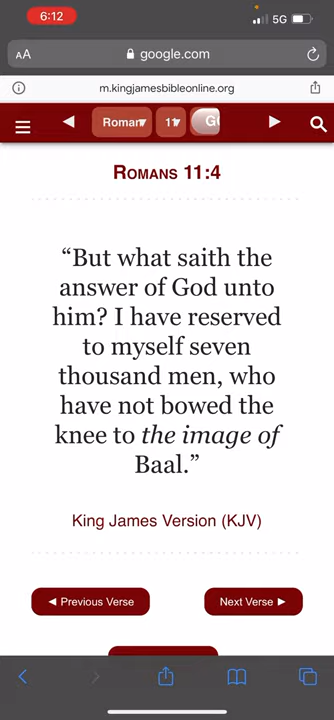 6:12
5G
AA
google.com
m.kingjamesbibleonline.org
Roman
11
G
Romans 11:4
“But what saith the
answer of God unto
him? I have reserved
to myself seven
thousand men, who
have not bowed the
knee to the image of
Baal.”
King James Version (KJV)
◄ Previous Verse
Next Verse ►